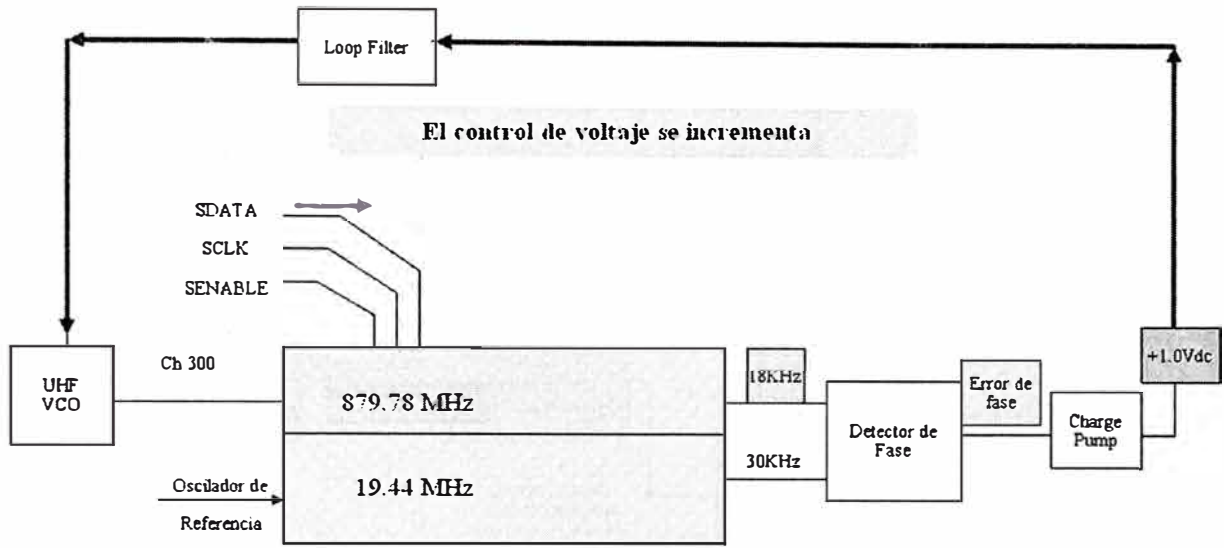 Loop Filter
El control de voltaje se incrementa
SDATA
SCLK
SENABLE
+1.0Vdc
Ch 300
18KHz
UHF
VCO
879.78 MHz
Error de
fase
Detector de
Fase
Charge
Pump
30KHz
19.44 MHz
Oscilador de
Referencia